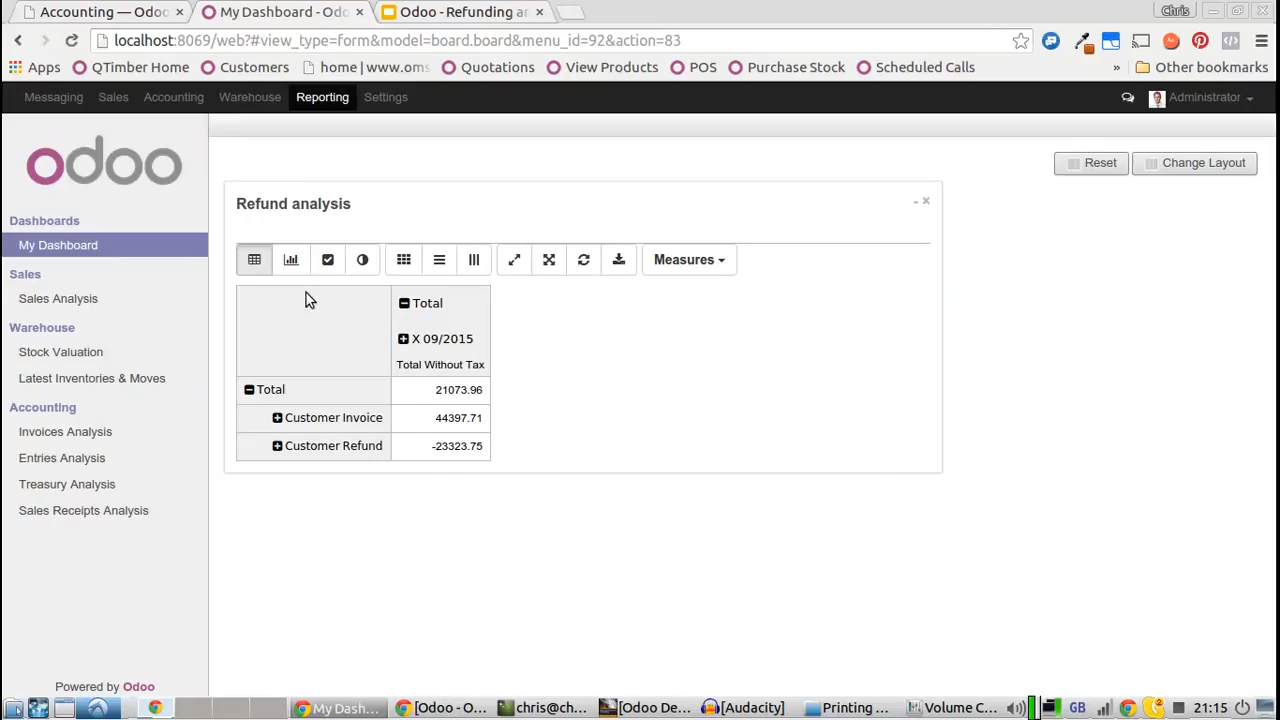 Accounting — Odoo
My Dashboard - Odo
Odoo - Refunding ar
Chris
localhost:8069/web?#view_type=form&model=board.board&menu_id=92&action=83
Apps
QTimber Home
Customers
home | www.oms
Quotations
View Products
POS
Purchase Stock
Scheduled Calls
»
Other bookmarks
Messaging
Sales
Accounting
Warehouse
Reporting
Settings
Administrator
odoo
Reset
Change Layout
Dashboards
My Dashboard
Sales
Sales Analysis
Warehouse
Stock Valuation
Latest Inventories & Moves
Accounting
Invoices Analysis
Entries Analysis
Treasury Analysis
Sales Receipts Analysis
Powered by Odoo
Refund analysis
Measures
Total
X 09/2015
Total Without Tax
Total 21073.96
Customer Invoice 44397.71
Customer Refund -23323.75
My Dash...
[Odoo - O...
chris@ch...
[Odoo De...
[Audacity]
Printing ...
Volume C...
GB
21:15